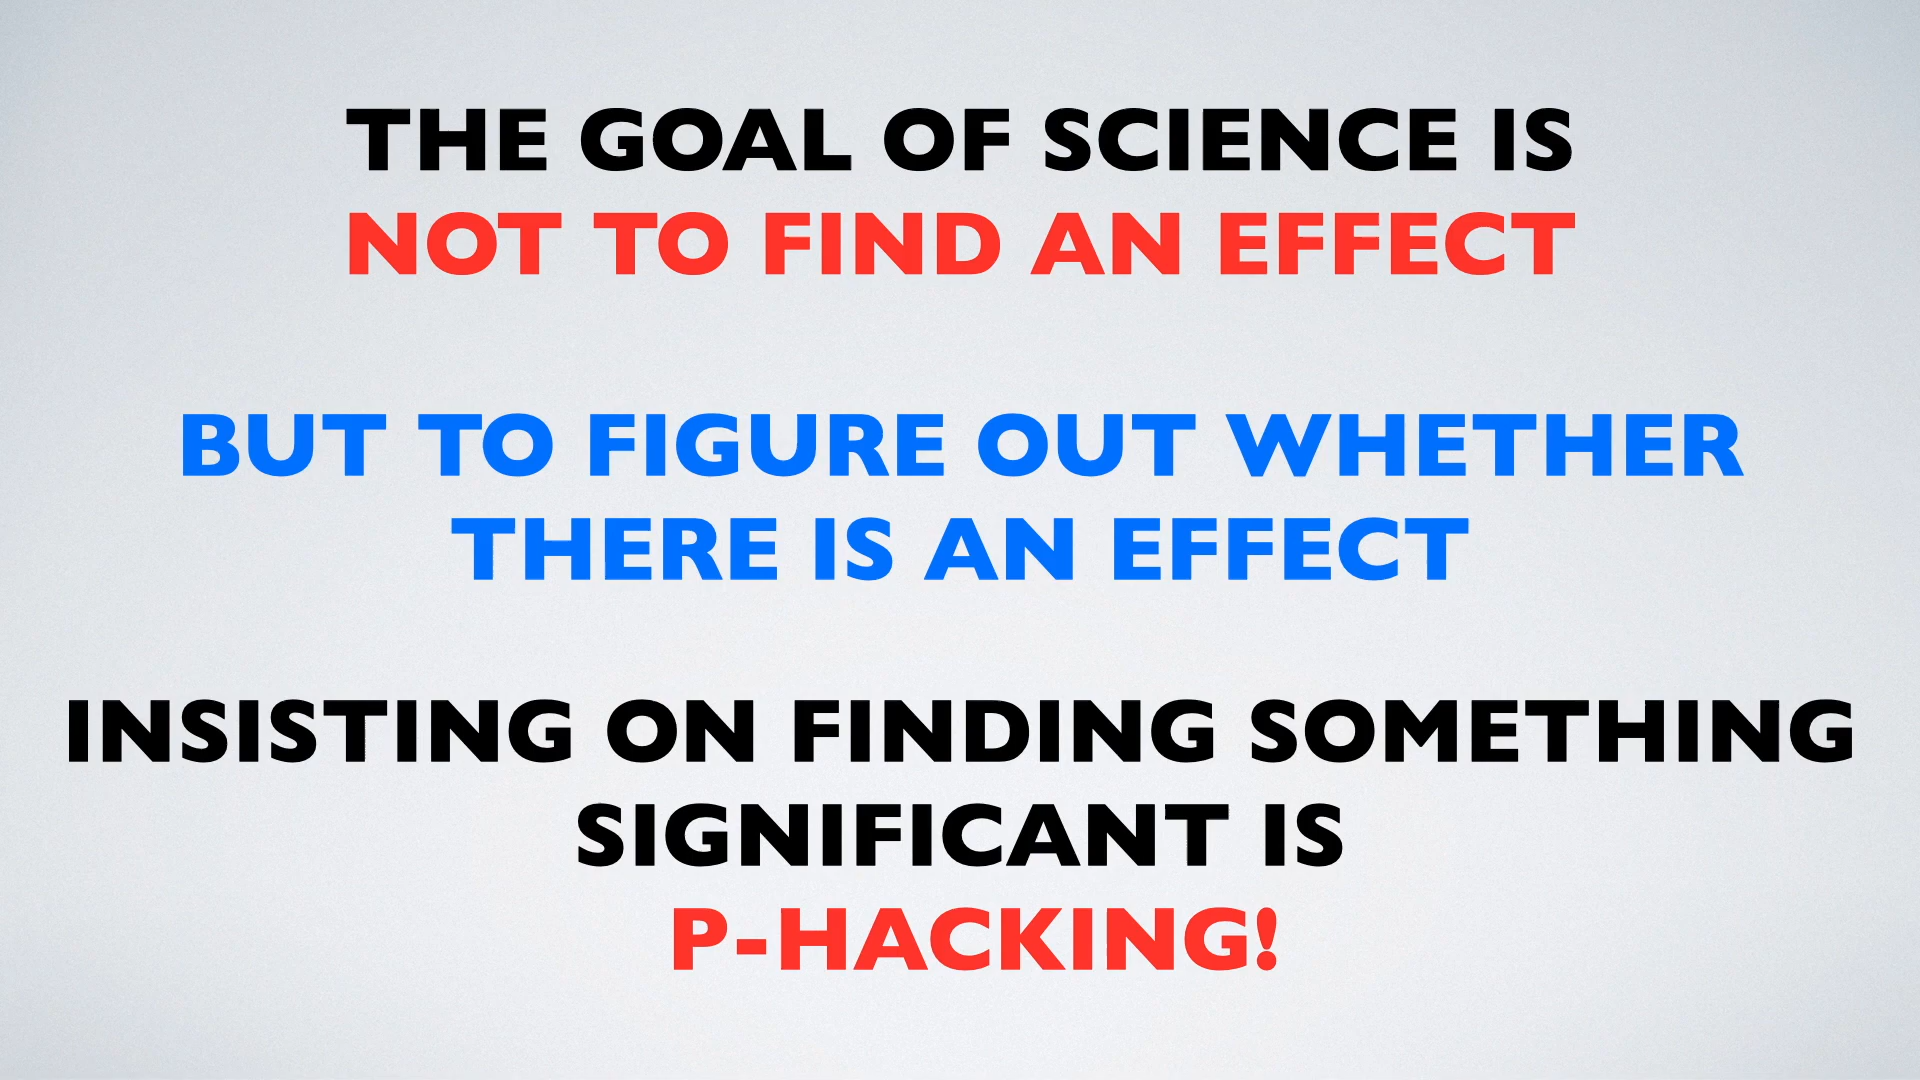 THE GOAL OF SCIENCE IS
NOT TO FIND AN EFFECT
BUT TO FIGURE OUT WHETHER
THERE IS AN EFFECT
INSISTING ON FINDING SOMETHING
SIGNIFICANT IS
P-HACKING!